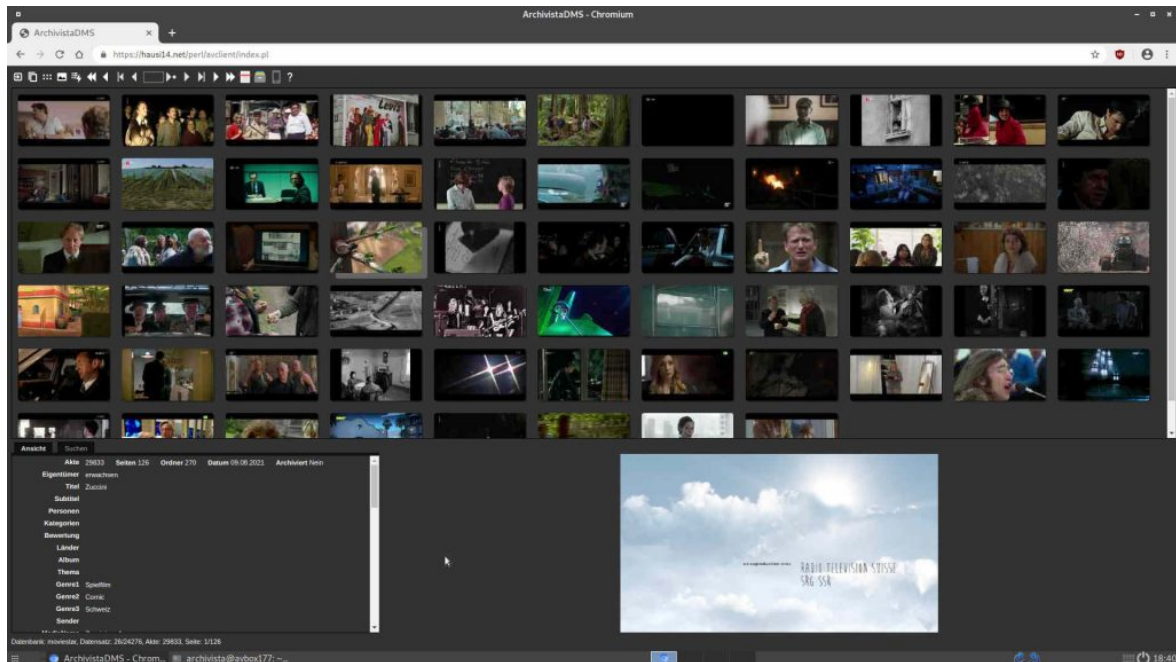 ArchivistaDMS - Chromium
ArchivistaDMS × +
https://hausi14.net/perl/avclient/index.pl
?
Levi's
Ansicht Suchen
Akte 29833 Seiten 126 Ordner 270 Datum 09.08.2021 Archiviert Nein
Eigentümer erwachsen
Titel Zuccini
Subtitel
Personen
Kategorien
Bewertung
Länder
Album
Thema
Genre1 Spielfilm
Genre2 Comic
Genre3 Schweiz
Sender
RADIO TELEVISION SUISSE
SRG SSR
Datenbank: moviestar, Datensatz: 26/24276, Akte: 29833, Seite: 1/126
ArchivistaDMS - Chrom... archivista@avbox177: ~...
18:40